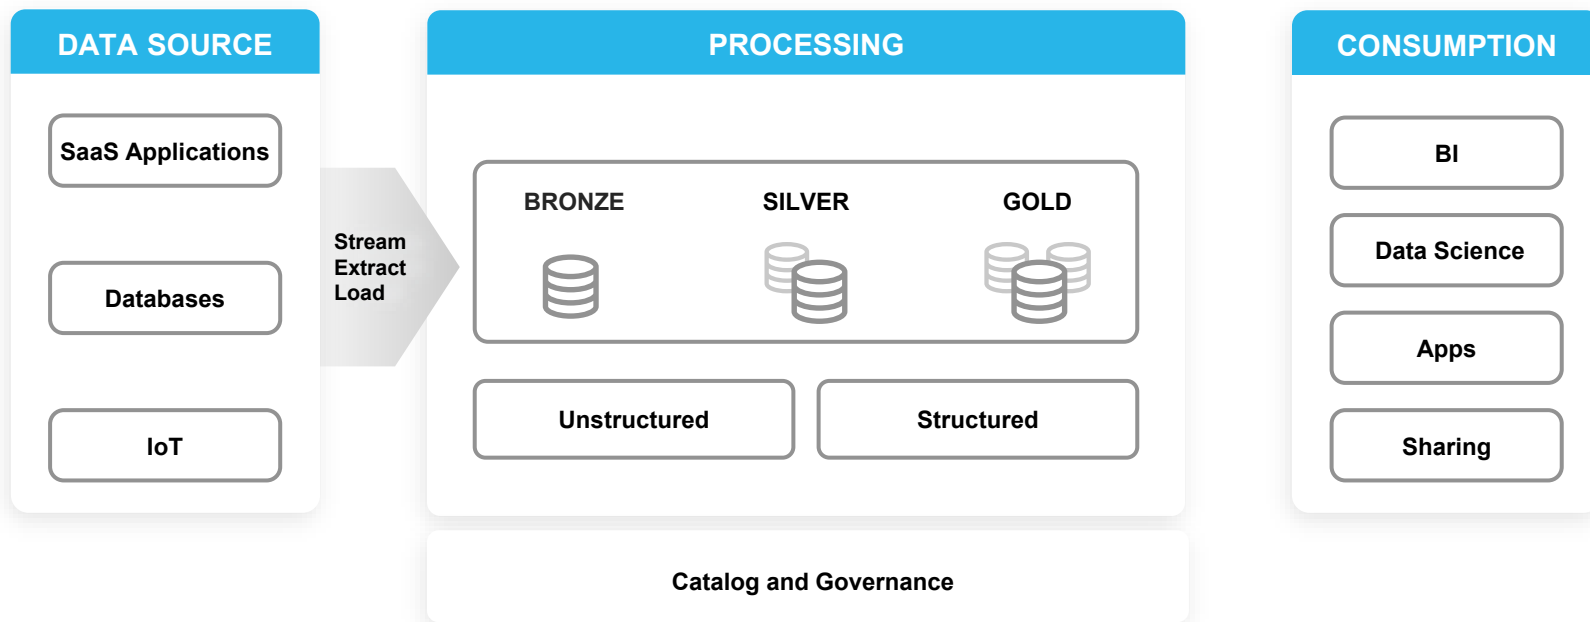 DATA SOURCE
SaaS Applications
Databases
IoT
Stream
Extract
Load
PROCESSING
BRONZE
SILVER
GOLD
Unstructured
Structured
Catalog and Governance
CONSUMPTION
BI
Data Science
Apps
Sharing